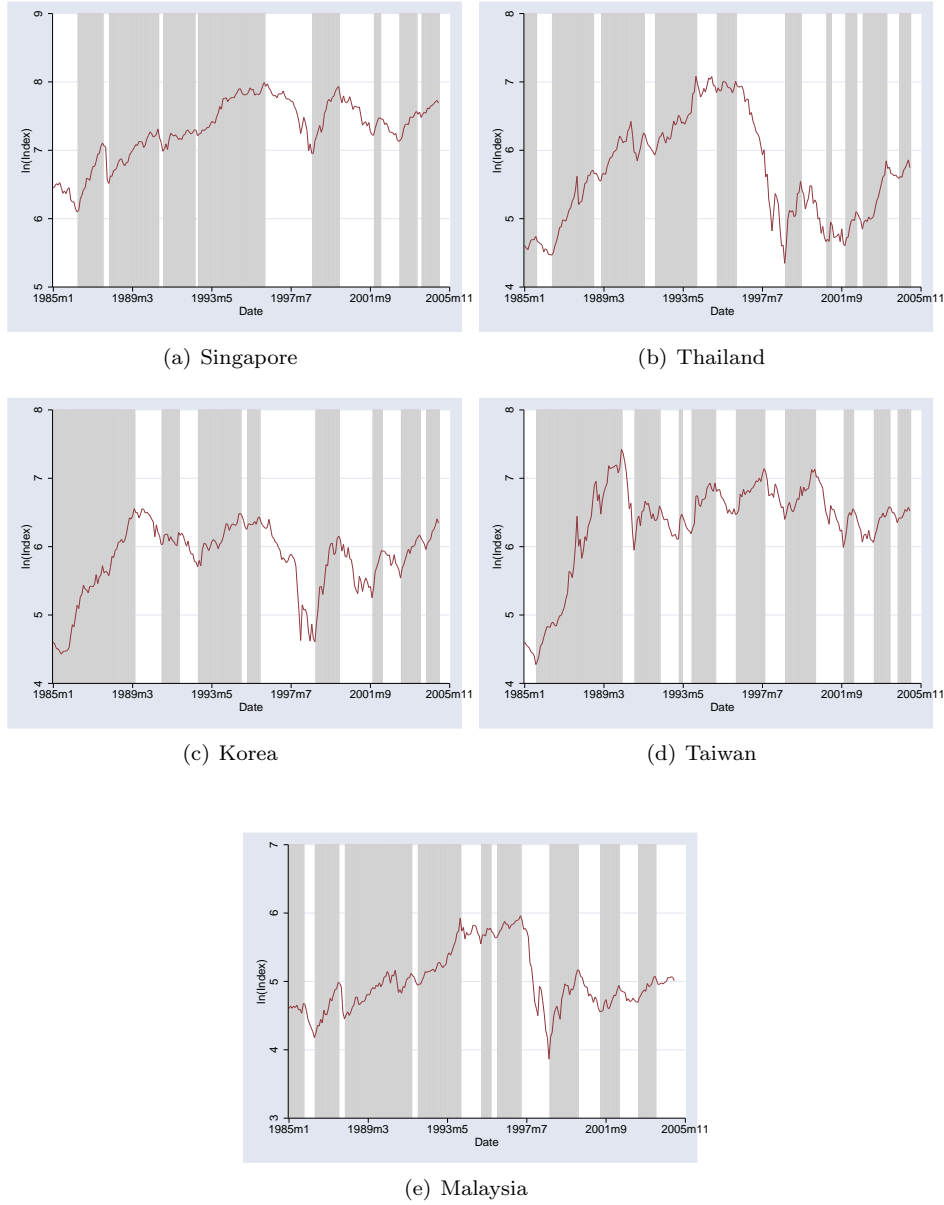 9
8
7
6
5
ln(Index)
1985m1 1989m3 1993m5 1997m7 2001m9 2005m11
Date
(a) Singapore
8
7
6
5
4
ln(Index)
1985m1 1989m3 1993m5 1997m7 2001m9 2005m11
Date
(b) Thailand
8
7
6
5
4
ln(Index)
1985m1 1989m3 1993m5 1997m7 2001m9 2005m11
Date
(c) Korea
8
7
6
5
4
ln(Index)
1985m1 1989m3 1993m5 1997m7 2001m9 2005m11
Date
(d) Taiwan
7
6
5
4
3
ln(Index)
1985m1 1989m3 1993m5 1997m7 2001m9 2005m11
Date
(e) Malaysia